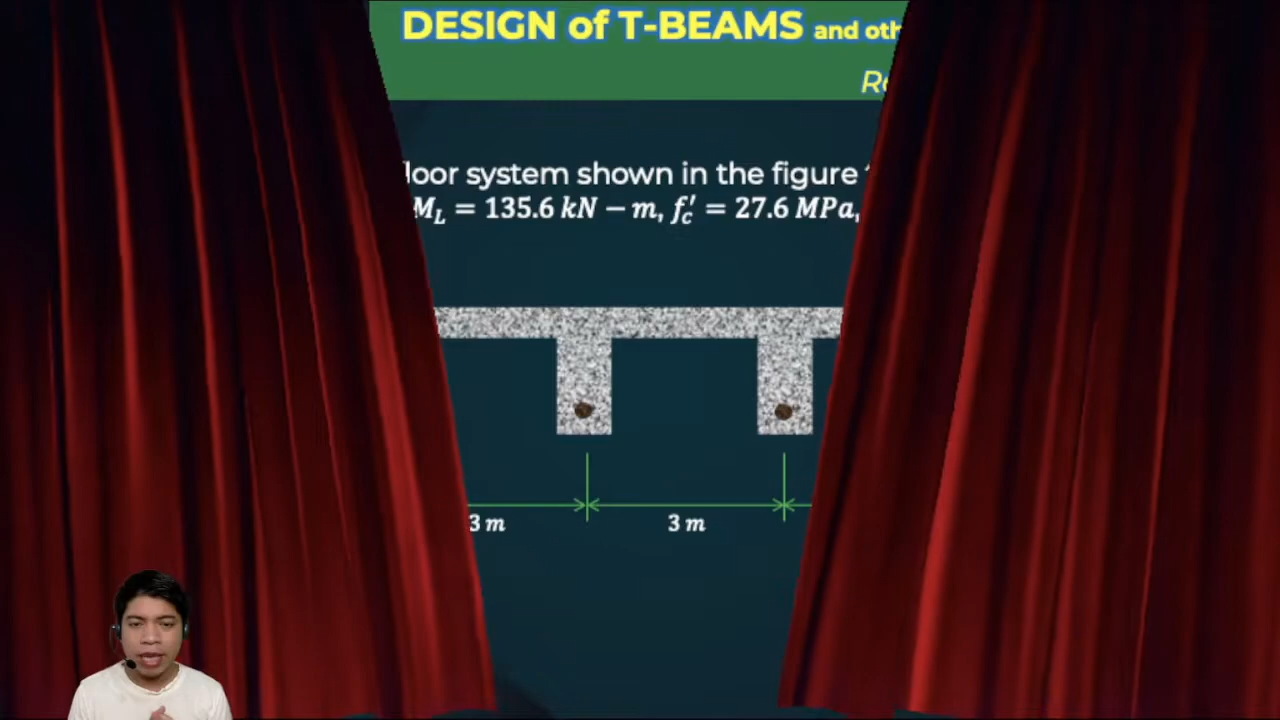 DESIGN of T-BEAMS and oth
R
loor system shown in the figure
M_L = 135.6 kN − m, f'_c = 27.6 MPa,
3 m 3 m